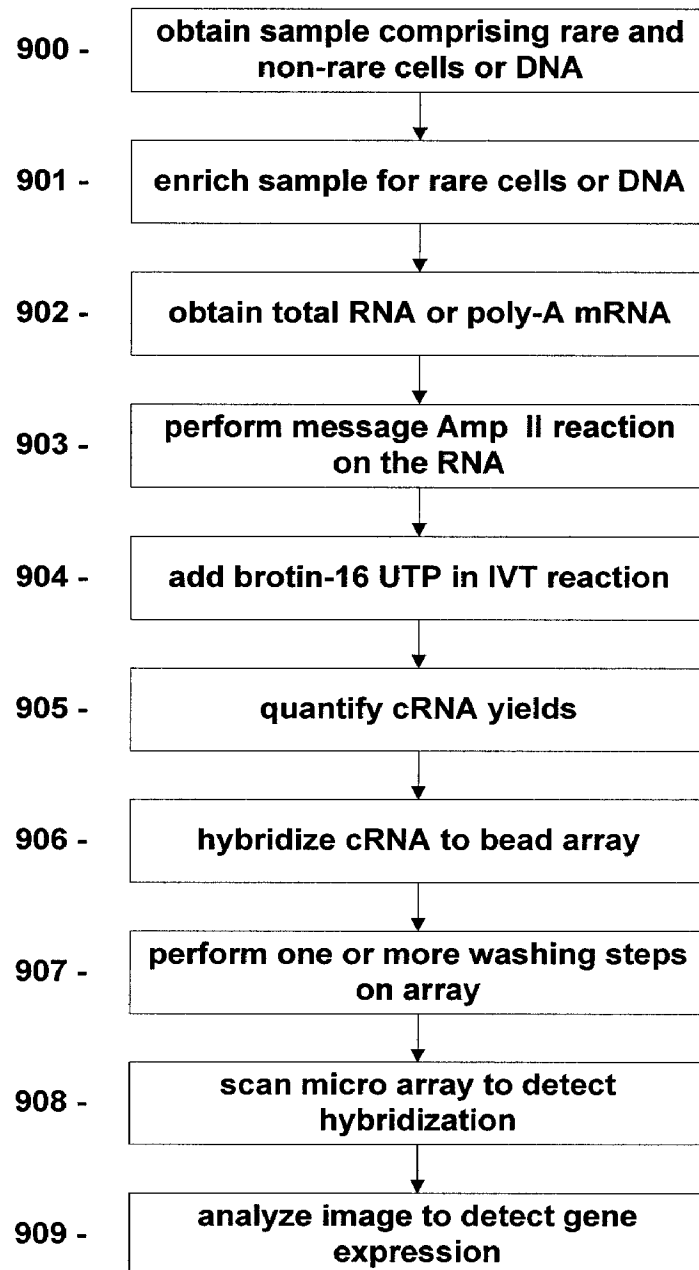 900 - obtain sample comprising rare and
non-rare cells or DNA
901 - enrich sample for rare cells or DNA
902 - obtain total RNA or poly-A mRNA
903 - perform message Amp II reaction
on the RNA
904 - add brotin-16 UTP in IVT reaction
905 - quantify cRNA yields
906 - hybridize cRNA to bead array
907 - perform one or more washing steps
on array
908 - scan micro array to detect
hybridization
909 - analyze image to detect gene
expression